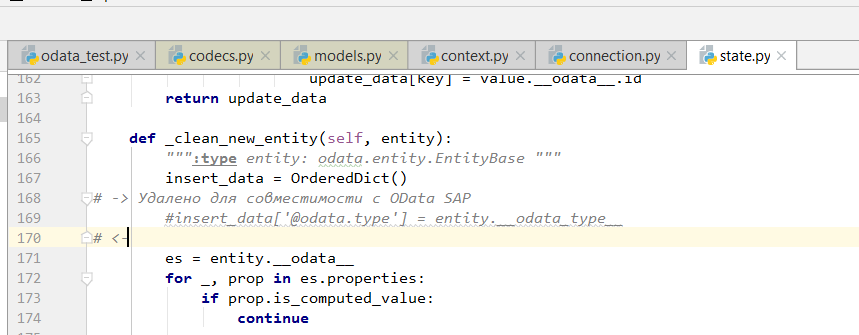 odata_test.py codecs.py models.py context.py connection.py state.py
162 update_data[key] = value.__odata__.id
163 return update_data
164
165 def _clean_new_entity(self, entity):
166 """:type entity: odata.entity.EntityBase """
167 insert_data = OrderedDict()
168 # -> Удалено для совместимости с OData SAP
169 #insert_data['@odata.type'] = entity.__odata_type__
170 # <-
171 es = entity.__odata__
172 for _, prop in es.properties:
173 if prop.is_computed_value:
174 continue